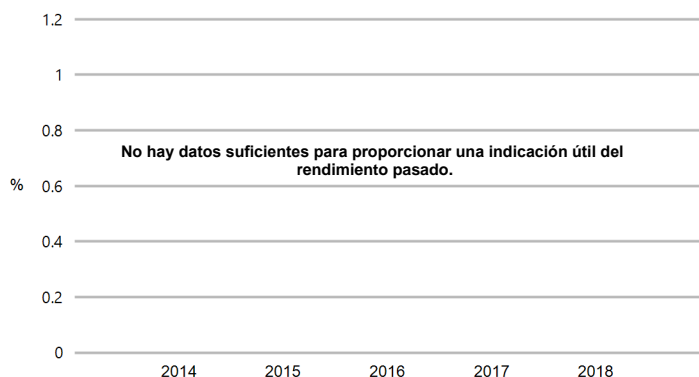 1.2
1
0.8
No hay datos suficientes para proporcionar una indicación útil del
rendimiento pasado.
% 0.6
0.4
0.2
0
2014 2015 2016 2017 2018